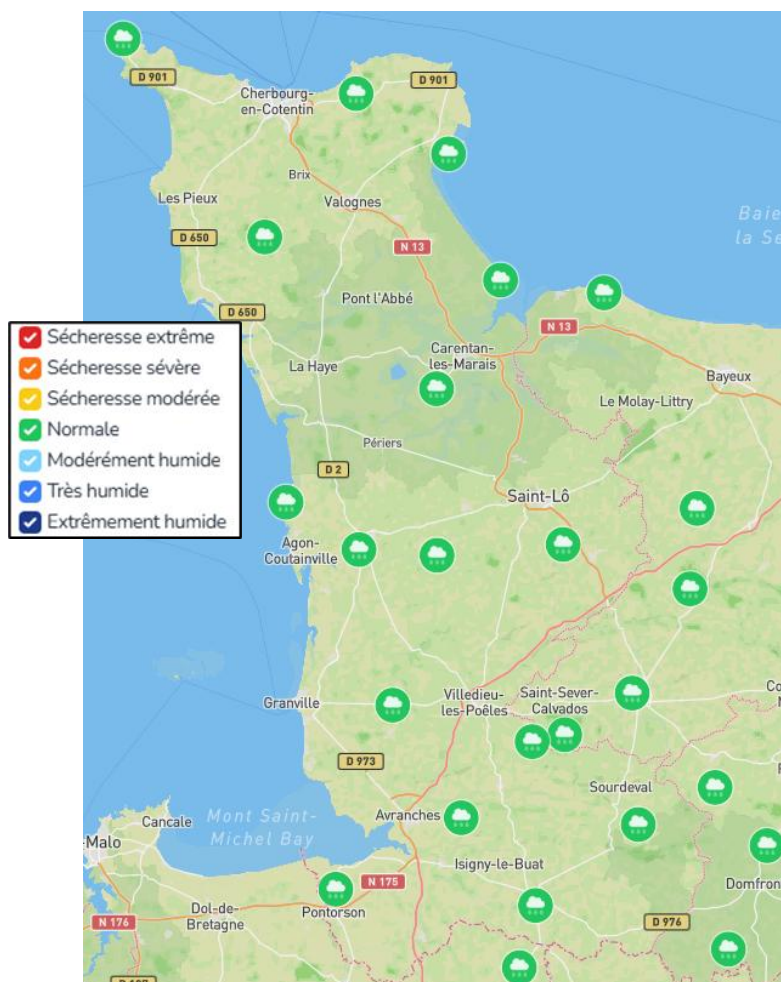 D 901
D 901
Cherbourg-
en-Cotentin
Brix
Les Pieux
Valognes
D 650
N 13
Baie
la Se
Pont l'Abbé
D 650
N 13
Carentan-
les-Marais
La Haye
Bayeux
Le Molay-Littry
Périers
D 2
Saint-Lô
Agon-
Coutainville
Sécheresse extrême
Sécheresse sévère
Sécheresse modérée
Normale
Modérément humide
Très humide
Extrêmement humide
Granville
Villedieu-
les-Poêles
Saint-Sever-
Calvados
Co
D 973
Sourdeval
Mont Saint-
Michel Bay
Avranches
Cancale
-Malo
Isigny-le-Buat
N 175
Domfron
Dol-de-
Bretagne
Pontorson
N 176
D 976